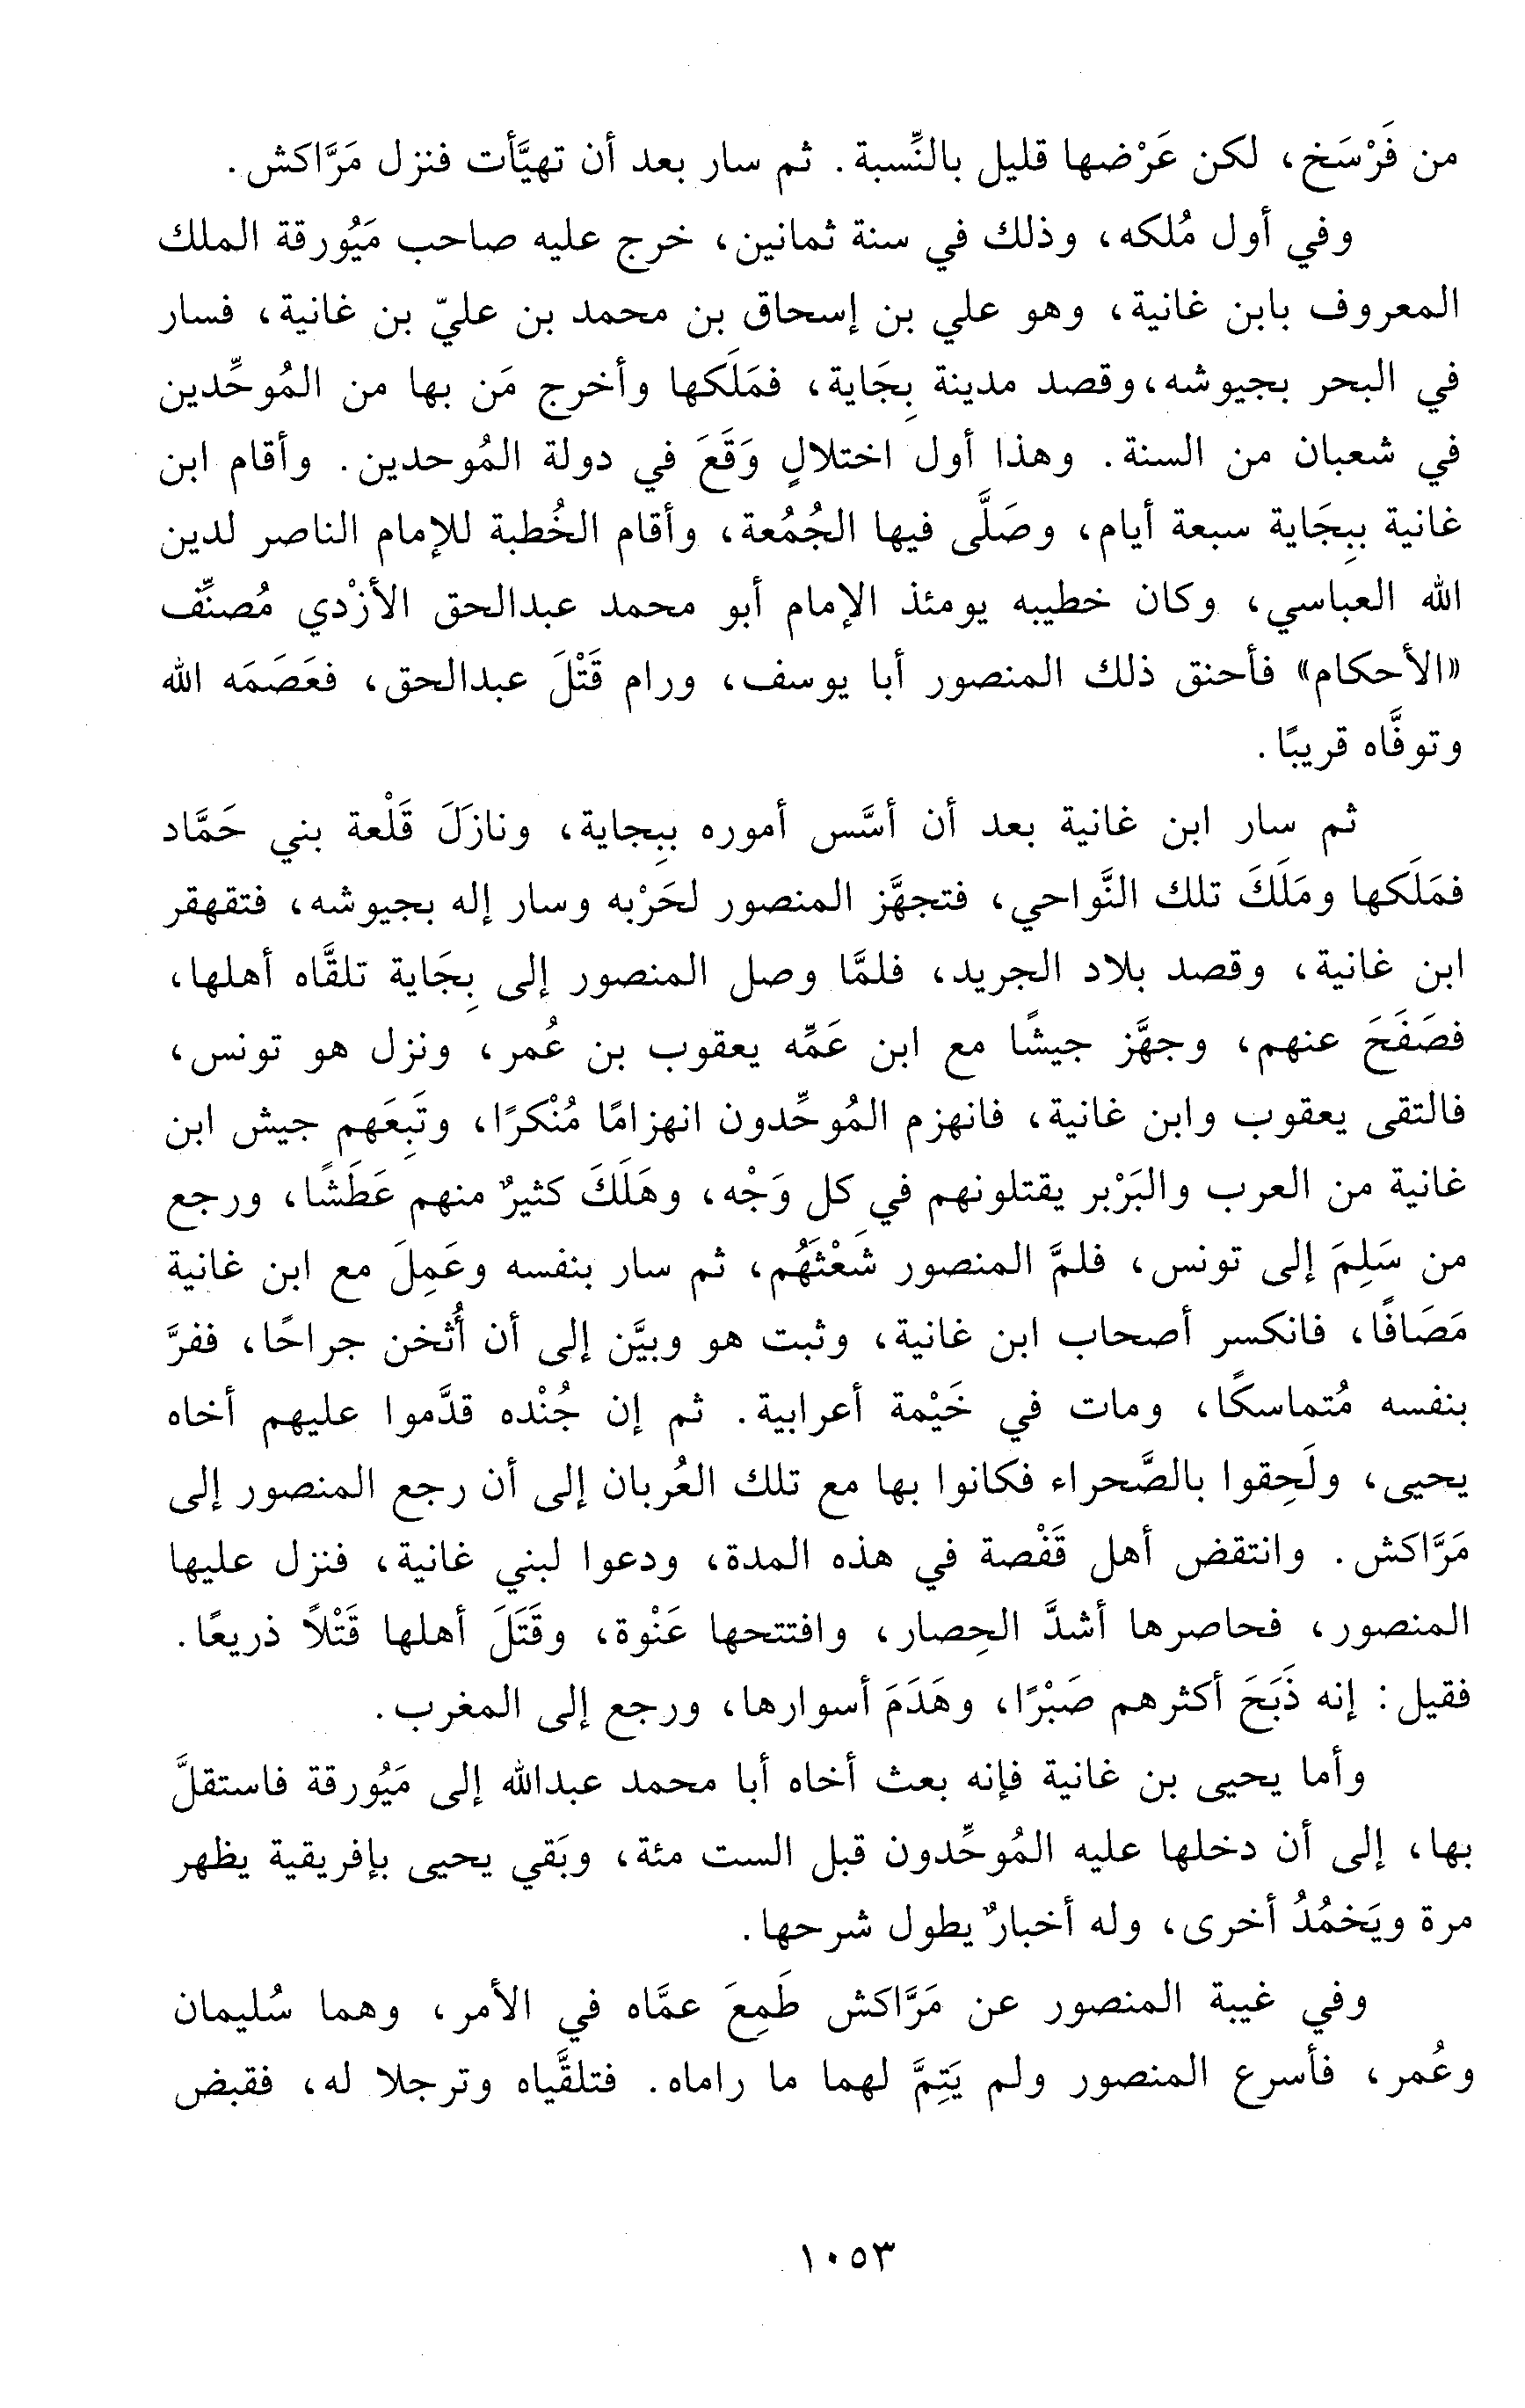 من فَرْسَخ، لكن عَرْضها قليل بالنِّسبة. ثم سار بعد أن تهيَّأت فنزل مَرَّاكش.
وفي أول مُلكه، وذلك في سنة ثمانين، خرج عليه صاحب مَيُورقة الملك
المعروف بابن غانية، وهو علي بن إسحاق بن محمد بن عليّ بن غانية، فسار
في البحر بجيوشه، وقصد مدينة بِجَاية، فمَلَكها وأخرج مَن بها من المُوحِّدين
في شعبان من السنة. وهذا أول اختلالٍ وَقَعَ في دولة المُوحدين. وأقام ابن
غانية ببِجَاية سبعة أيام، وصَلَّى فيها الجُمُعة، وأقام الخُطبة للإمام الناصر لدين
الله العباسي، وكان خطيبه يومئذ الإمام أبو محمد عبدالحق الأزْدي مُصنِّف
«الأحكام» فأحنق ذلك المنصور أبا يوسف، ورام قَتْلَ عبدالحق، فعَصَمَه الله
وتوفَّاه قريبًا.
ثم سار ابن غانية بعد أن أسَّس أموره ببِجاية، ونازَلَ قَلْعة بني حَمَّاد
فمَلَكها ومَلَكَ تلك النَّواحي، فتجهَّز المنصور لحَرْبه وسار إله بجيوشه، فتقهقر
ابن غانية، وقصد بلاد الجريد، فلمَّا وصل المنصور إلى بِجَاية تلقَّاه أهلها،
فصَفَحَ عنهم، وجهَّز جيشًا مع ابن عَمِّه يعقوب بن عُمر، ونزل هو تونس،
فالتقى يعقوب وابن غانية، فانهزم المُوحِّدون انهزامًا مُنْكرًا، وتَبِعَهم جيش ابن
غانية من العرب والبَرْبر يقتلونهم في كل وَجْه، وهَلَكَ كثيرٌ منهم عَطَشًا، ورجع
من سَلِمَ إلى تونس، فلمَّ المنصور شَعْثَهُم، ثم سار بنفسه وعَمِلَ مع ابن غانية
مَصَافًا، فانكسر أصحاب ابن غانية، وثبت هو وبيَّن إلى أن أُثخن جراحًا، ففرَّ
بنفسه مُتماسكًا، ومات في خَيْمة أعرابية. ثم إن جُنْده قدَّموا عليهم أخاه
يحيى، ولَحِقوا بالصَّحراء فكانوا بها مع تلك العُربان إلى أن رجع المنصور إلى
مَرَّاكش. وانتقض أهل قَفْصة في هذه المدة، ودعوا لبني غانية، فنزل عليها
المنصور، فحاصرها أشدَّ الحِصار، وافتتحها عَنْوة، وقَتَلَ أهلها قَتْلاً ذريعًا.
فقيل: إنه ذَبَحَ أكثرهم صَبْرًا، وهَدَمَ أسوارها، ورجع إلى المغرب.
وأما يحيى بن غانية فإنه بعث أخاه أبا محمد عبدالله إلى مَيُورقة فاستقلَّ
بها، إلى أن دخلها عليه المُوحِّدون قبل الست مئة، وبَقي يحيى بإفريقية يظهر
مرة ويَخمُدُ أخرى، وله أخبارٌ يطول شرحها.
وفي غيبة المنصور عن مَرَّاكش طَمِعَ عمَّاه في الأمر، وهما سُليمان
وعُمر، فأسرع المنصور ولم يَتِمَّ لهما ما راماه. فتلقَّياه وترجلا له، فقبض
١٠٥٣